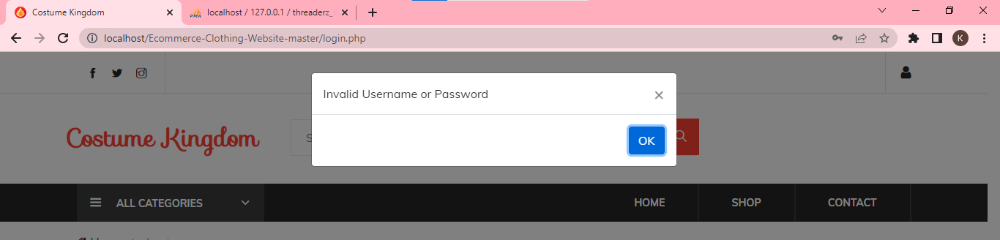 Costume Kingdom
localhost / 127.0.0.1 / threaderz_
localhost/Ecommerce-Clothing-Website-master/login.php
K
Invalid Username or Password
OK
Costume Kingdom
ALL CATEGORIES
HOME
SHOP
CONTACT